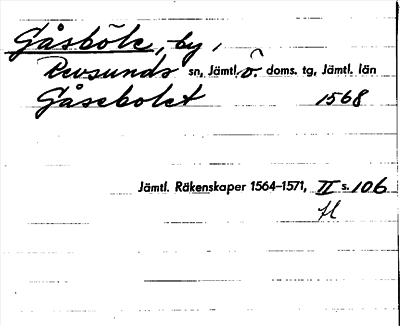 Gåsböle, by,
Revsunds sn, Jämtl. ö. doms. tg, Jämtl. län
Gåsebolet 1568
Jämtl. Räkenskaper 1564–1571, II s. 106